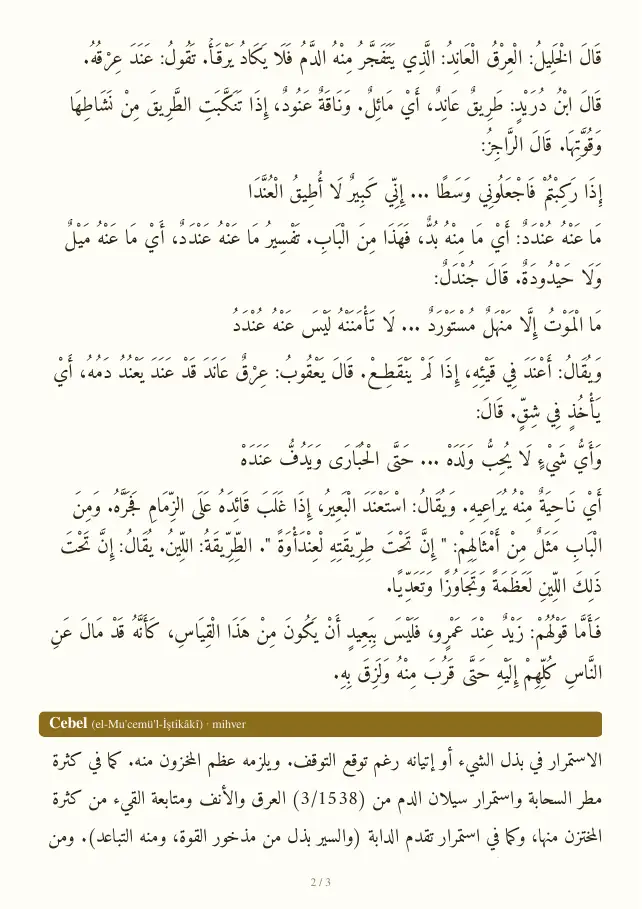 قَالَ الْخَلِيلُ: الْعِرْقُ الْعَانِدُ: الَّذِي يَتَفَجَّرُ مِنْهُ الدَّمُ فَلَا يَكَادُ يَرْقَأُ. تَقُولُ: عَنَدَ عِرْقُهُ.
قَالَ ابْنُ دُرَيْدٍ: طَرِيقٌ عَانِدٌ، أَيْ مَائِلٌ. وَنَاقَةٌ عَنُودٌ، إِذَا تَنَكَّبَتِ الطَّرِيقَ مِنْ نَشَاطِهَا
وَقُوَّتِهَا. قَالَ الرَّاجِزُ:
إِذَا رَكِبْتُمْ فَاجْعَلُونِي وَسَطًا ... إِنِّي كَبِيرٌ لَا أُطِيقُ الْعُنَّدَا
مَا عَنْهُ عُنْدَدٌ: أَيْ مَا مِنْهُ بُدٌّ، فَهَذَا مِنَ الْبَابِ. تَفْسِيرُ مَا عَنْهُ عَنْدَدٌ، أَيْ مَا عَنْهُ مَيْلٌ
وَلَا حَيْدُودَةٌ. قَالَ جُنْدَلٌ:
مَا الْمَوْتُ إِلَّا مَنْهَلٌ مُسْتَوْرَدٌ ... لَا تَأْمَنَنْهُ لَيْسَ عَنْهُ عُنْدَدُ
وَيُقَالُ: أَعْنَدَ فِي قَيْئِهِ، إِذَا لَمْ يَنْقَطِعْ. قَالَ يَعْقُوبُ: عِرْقٌ عَانَدَ قَدْ عَنَدَ يَعْنُدُ دَمُهُ، أَيْ
يَأْخُذٍ فِي شِقٍّ. قَالَ:
وَأَيُّ شَيْءٍ لَا يُحِبُّ وَلَدَهْ ... حَتَّى الْحُبَارَى وَيَدُفُّ عَنَدَهْ
أَيْ نَاحِيَةٌ مِنْهُ يُرَاعِيهِ. وَيُقَالُ: اسْتَعْنَدَ الْبَعِيرُ، إِذَا غَلَبَ قَائِدَهُ عَلَى الزِّمَامِ فَجَرَّهُ. وَمِنَ
الْبَابِ مَثَلٌ مِنْ أَمْثَالِهِمْ: " إِنَّ تَحْتَ طِرِّيقَتِهِ لَعِنْدَأْوَةً ". الطِّرِّيقَةُ: اللِّينُ. يُقَالُ: إِنَّ تَحْتَ
ذَلِكَ اللِّينِ لَعَظَمَةً وَتَجَاوُزًا وَتَعَدِّيًا.
فَأَمَّا قَوْلُهُمْ: زَيْدٌ عِنْدَ عَمْرٍو، فَلَيْسَ بِبَعِيدٍ أَنْ يَكُونَ مِنْ هَذَا الْقِيَاسِ، كَأَنَّهُ قَدْ مَالَ عَنِ
النَّاسِ كُلِّهِمْ إِلَيْهِ حَتَّى قَرُبَ مِنْهُ وَلَزِقَ بِهِ.
Cebel (el-Mu'cemü'l-İştikâkî) · mihver
الاستمرار في بذل الشيء أو إتيانه رغم توقع التوقف. ويلزمه عظم المخزون منه. كما في كثرة
مطر السحابة واستمرار سيلان الدم من (3/1538) العرق والأنف ومتابعة القيء من كثرة
المختزن منها، وكما في استمرار تقدم الدابة (والسير بذل من مذخور القوة، ومنه التباعد). ومن
2 / 3